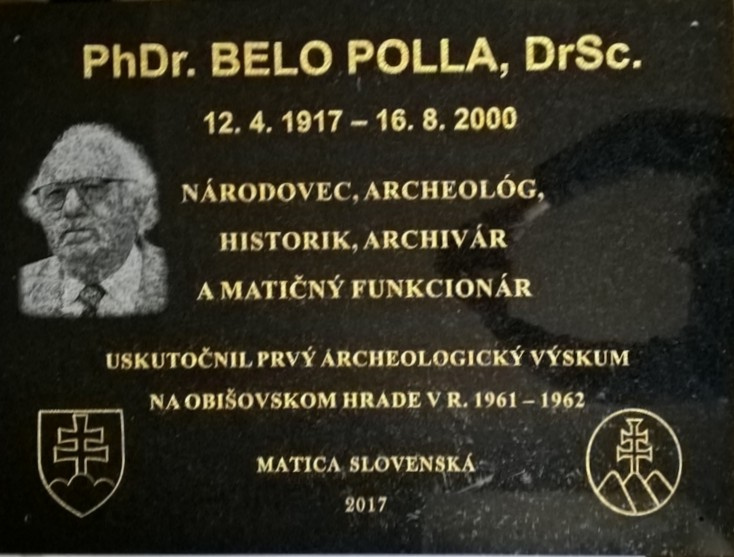 PhDr. BELO POLLA, DrSc.
12. 4. 1917 – 16. 8. 2000
NÁRODOVEC, ARCHEOLÓG,
HISTORIK, ARCHIVÁR
A MATIČNÝ FUNKCIONÁR
USKUTOČNIL PRVÝ ARCHEOLOGICKÝ VÝSKUM
NA OBIŠOVSKOM HRADE V R. 1961 – 1962
MATICA SLOVENSKÁ
2017